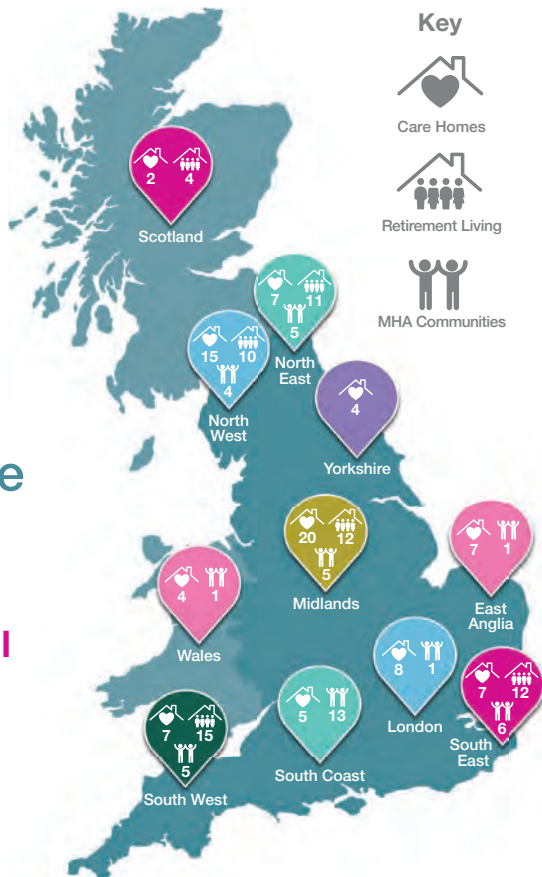 Key
Care Homes
Retirement Living
MHA Communities
2 4
Scotland
7 11
5
North
East
15 10
4
North
West
4
Yorkshire
e
20 12
5
Midlands
7 1
East
Anglia
4 1
Wales
l
8 1
London
7 12
6
South
East
5 13
South Coast
7 15
5
South West